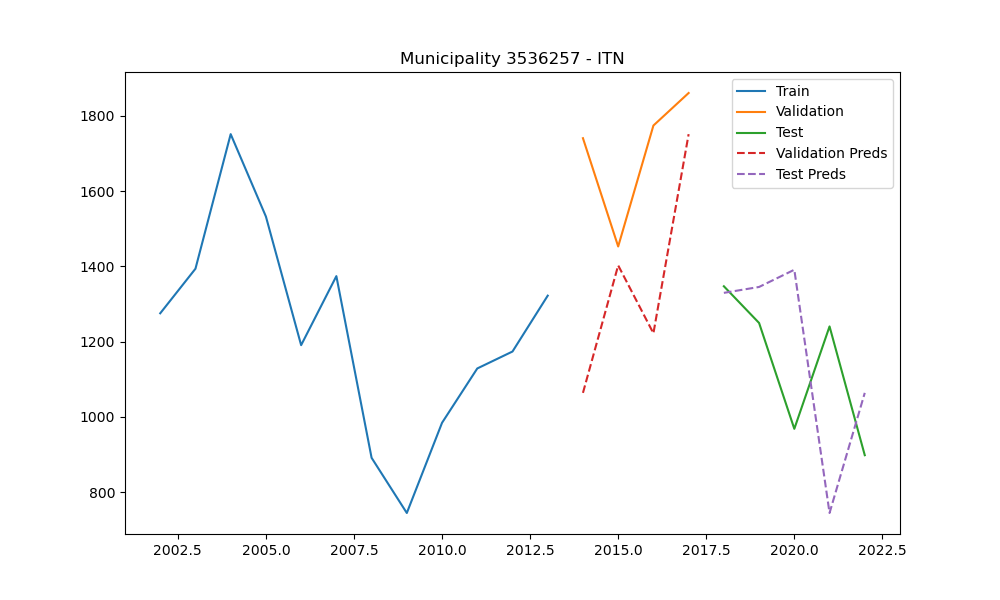 Municipality 3536257 - ITN
Train
Validation
Test
Validation Preds
Test Preds
1800
1600
1400
1200
1000
800
2002.5 2005.0 2007.5 2010.0 2012.5 2015.0 2017.5 2020.0 2022.5